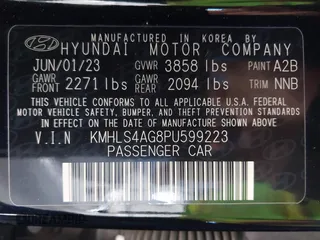 MANUFACTURED IN KOREA BY
HYUNDAI MOTOR COMPANY
JUN/01/23 GVWR 3858 lbs PAINT A2B
GAWR FRONT 2271 lbs GAWR REAR 2094 lbs TRIM NNB
THIS VEHICLE CONFORMS TO ALL APPLICABLE U.S. FEDERAL
MOTOR VEHICLE SAFETY, BUMPER, AND THEFT PREVENTION
STANDARDS IN EFFECT ON THE DATE OF MANUFACTURE SHOWN ABOVE.
V.I.N KMHLS4AG8PU599223
PASSENGER CAR